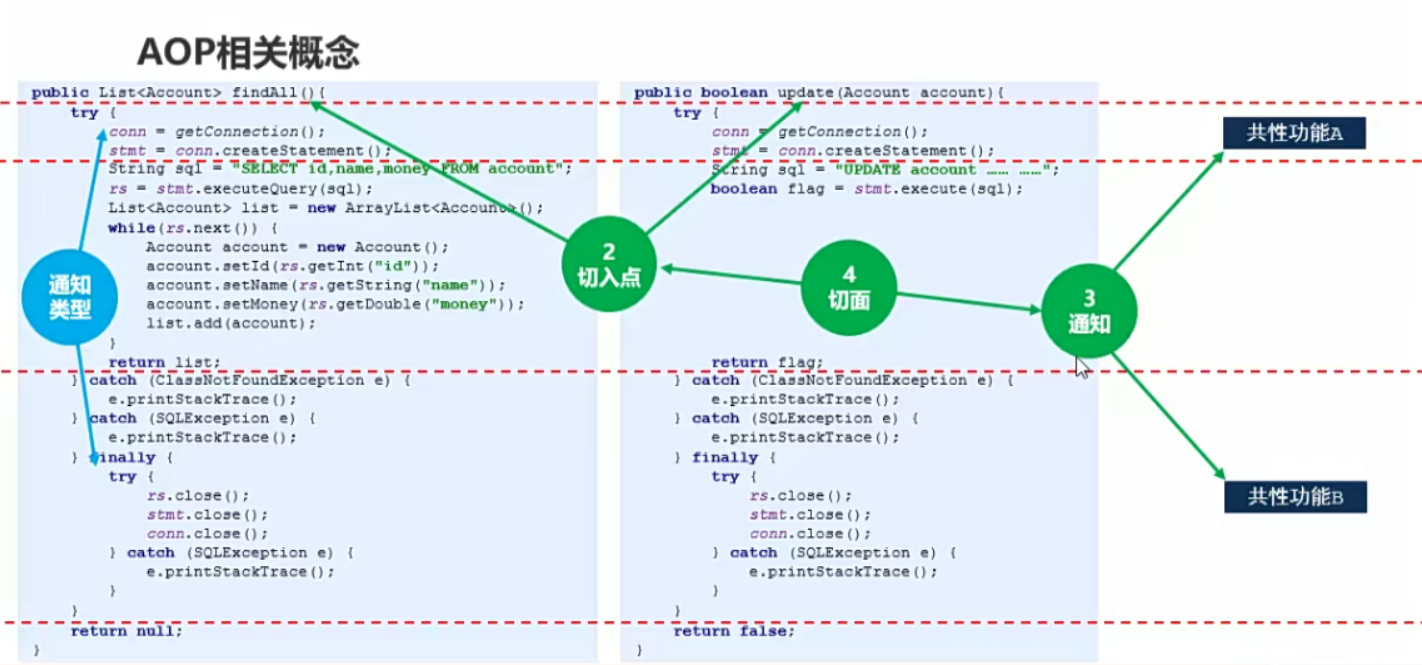 AOP相关概念
public List<Account> findAll(){
try {
conn = getConnection();
stmt = conn.createStatement();
String sql = "SELECT id,name,money FROM account";
rs = stmt.executeQuery(sql);
List<Account> list = new ArrayList<Account>();
while(rs.next()) {
Account account = new Account();
account.setId(rs.getInt("id"));
account.setName(rs.getString("name"));
account.setMoney(rs.getDouble("money"));
list.add(account);
}
return list;
} catch (ClassNotFoundException e) {
e.printStackTrace();
} catch (SQLException e) {
e.printStackTrace();
} finally {
try {
rs.close();
stmt.close();
conn.close();
} catch (SQLException e) {
e.printStackTrace();
}
}
return null;
}
通知
类型
2
切入点
public boolean update(Account account){
try {
conn = getConnection();
stmt = conn.createStatement();
String sql = "UPDATE account …… ……";
boolean flag = stmt.execute(sql);
return flag;
} catch (ClassNotFoundException e) {
e.printStackTrace();
} catch (SQLException e) {
e.printStackTrace();
} finally {
try {
rs.close();
stmt.close();
conn.close();
} catch (SQLException e) {
e.printStackTrace();
}
}
return false;
}
4
切面
3
通知
共性功能A
共性功能B